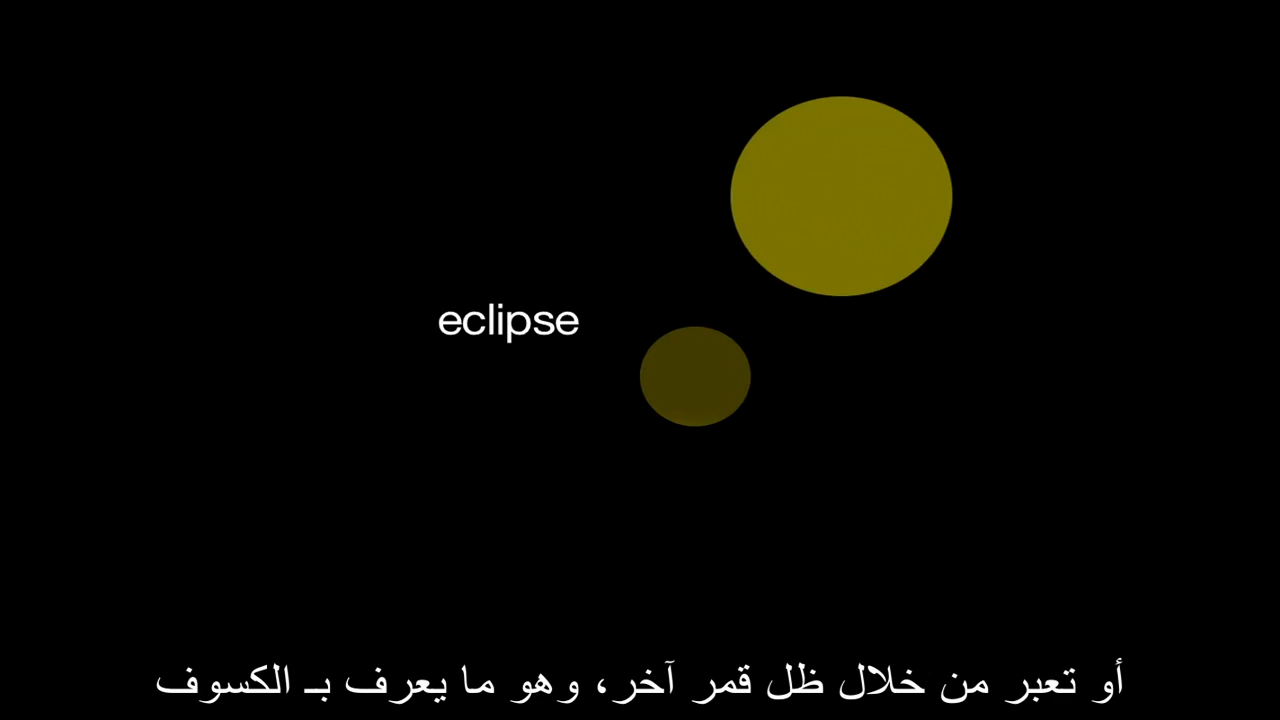 eclipse
أو تعبر من خلال ظل قمر آخر، وهو ما يعرف بـ الكسوف